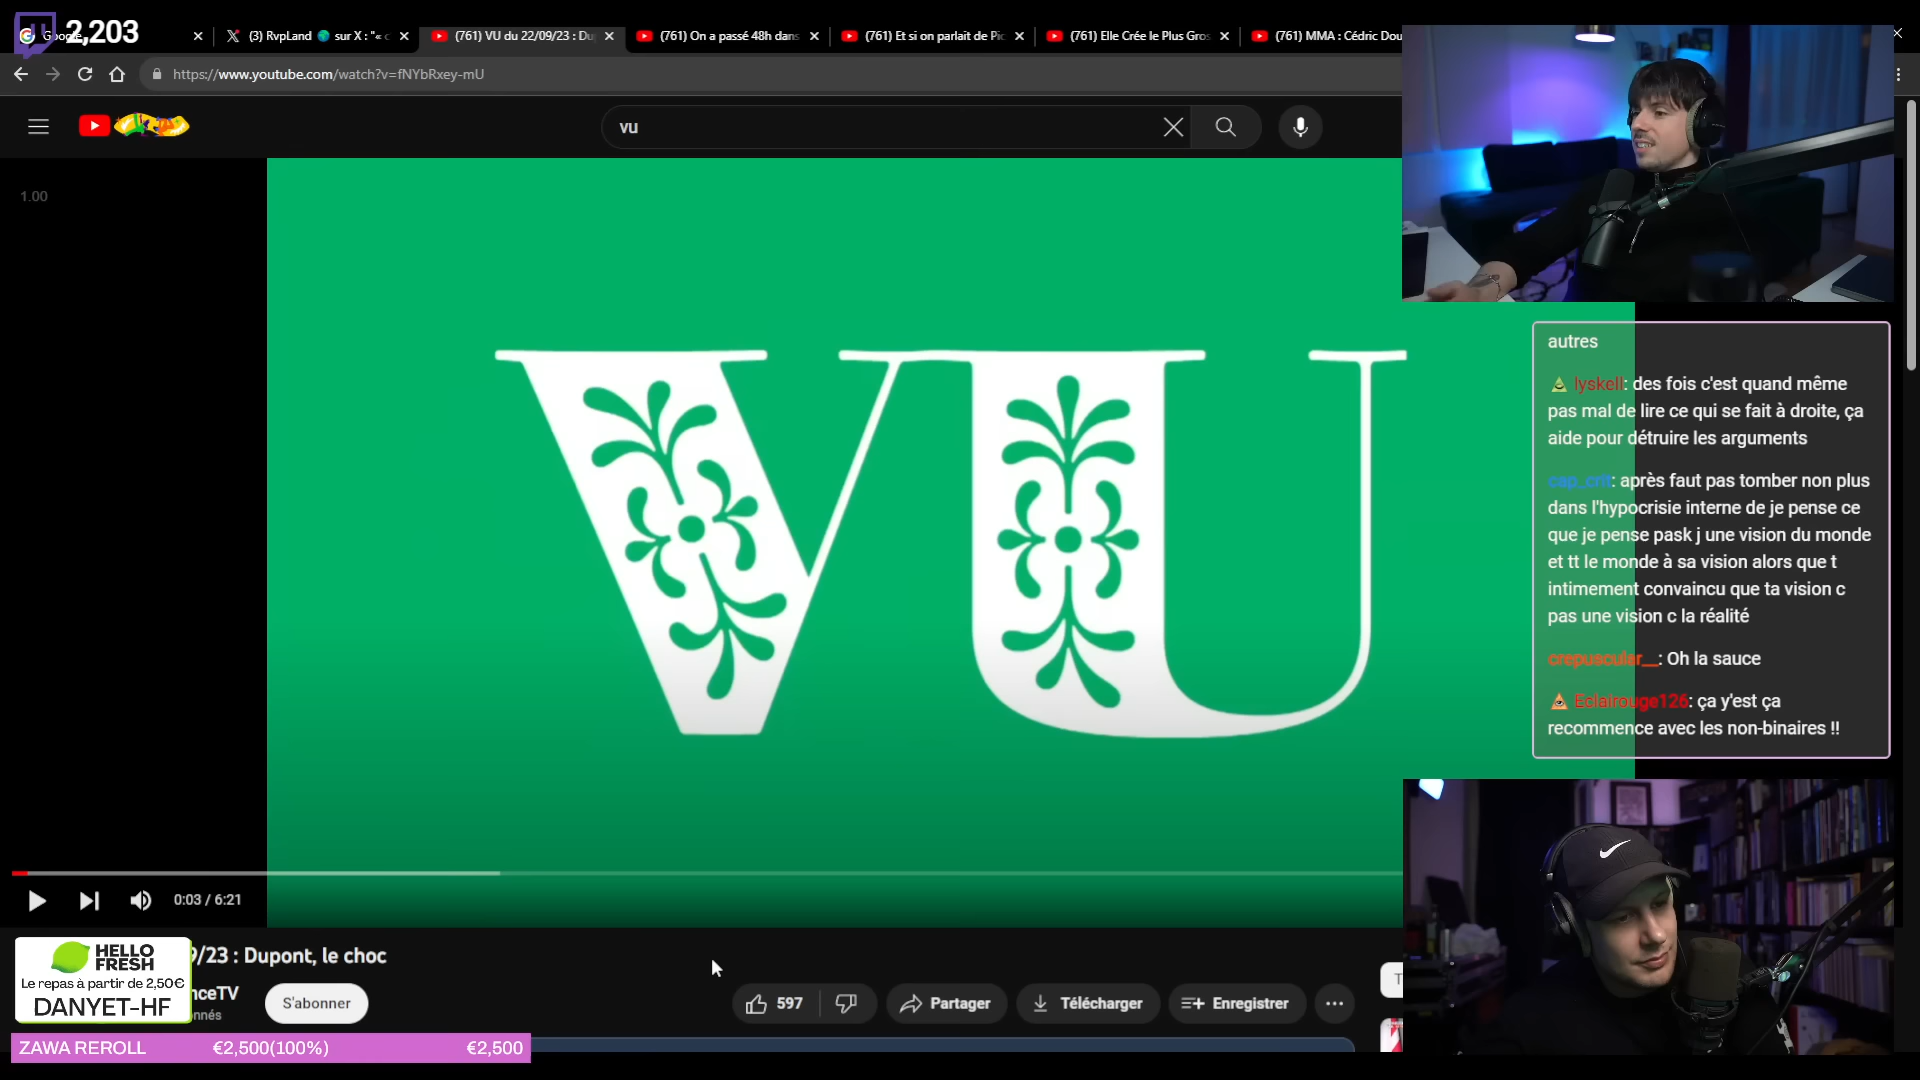 2,203
Google
(3) RvpLand sur X : "«
(761) VU du 22/09/23 : Du
(761) On a passé 48h dans
(761) Et si on parlait de Pic
(761) Elle Crée le Plus Gros
(761) MMA : Cédric Dou
https://www.youtube.com/watch?v=fNYbRxey-mU
vu
1.00
VU
autres
lyskell: des fois c'est quand même
pas mal de lire ce qui se fait à droite, ça
aide pour détruire les arguments
cap_crit: après faut pas tomber non plus
dans l'hypocrisie interne de je pense ce
que je pense pask j une vision du monde
et tt le monde à sa vision alors que t
intimement convaincu que ta vision c
pas une vision c la réalité
crepuscular__: Oh la sauce
Eclairouge126: ça y'est ça
recommence avec les non-binaires !!
0:03 / 6:21
9/23 : Dupont, le choc
nceTV
nnés
S'abonner
597
Partager
Télécharger
Enregistrer
T
HELLO
FRESH
Le repas à partir de 2,50€
DANYET-HF
ZAWA REROLL €2,500(100%) €2,500